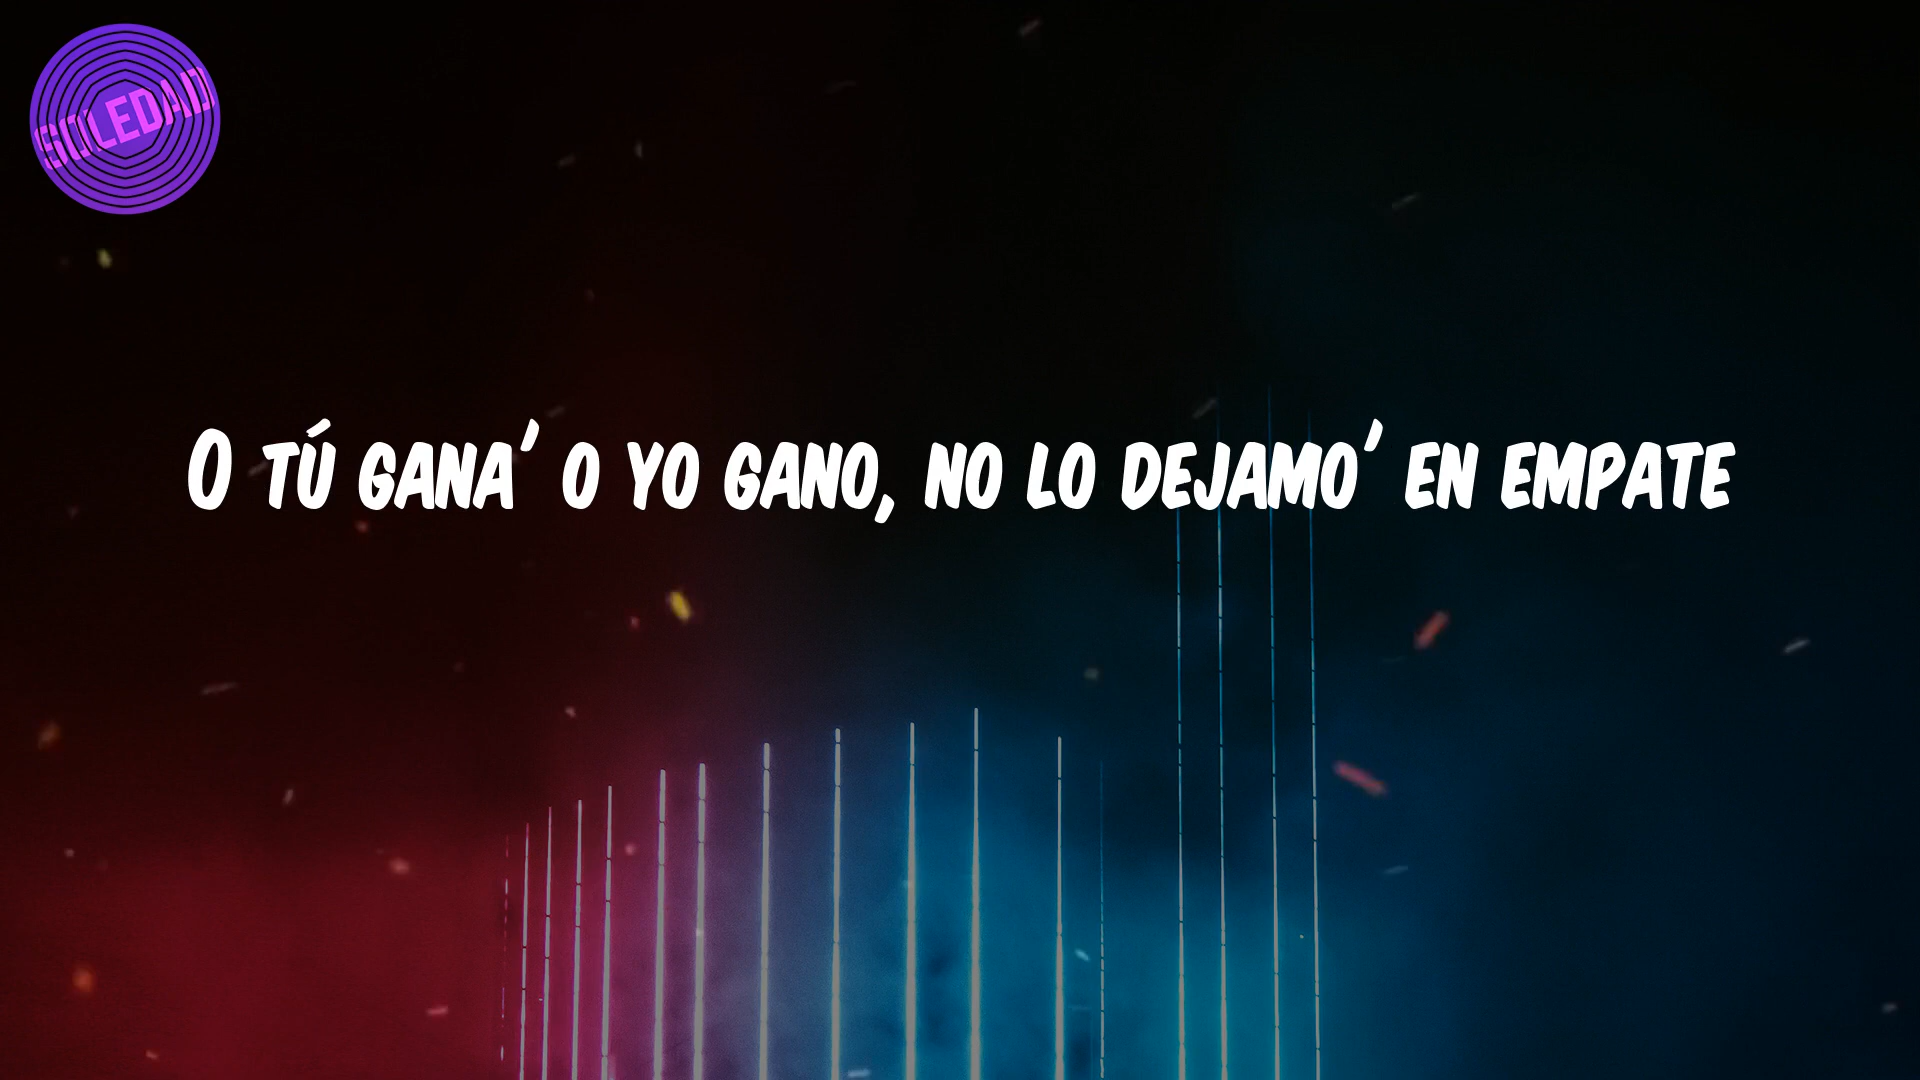 SOLEDAD
O TÚ GANA' O YO GANO, NO LO DEJAMO' EN EMPATE